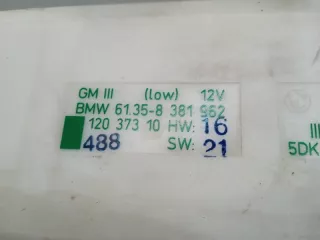 GM III (low) 12V
BMW 61.35-8 381 962
120 373 10 HW: 16
488 SW: 21
III
5DK